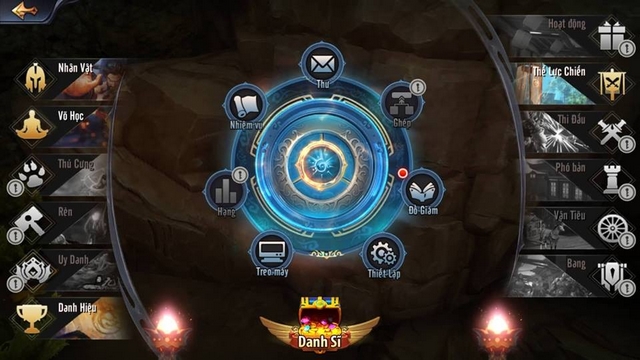 Nhân Vật
Võ Học
Thú Cưng
Rèn
Uy Danh
Danh Hiệu
Thư
Nhiệm vụ
Ghép
Hạng
Đồ Giám
Treo máy
Thiết Lập
Danh Sĩ
Hoạt động
Thế Lực Chiến
Thi Đấu
Phó bản
Vận Tiêu
Bang